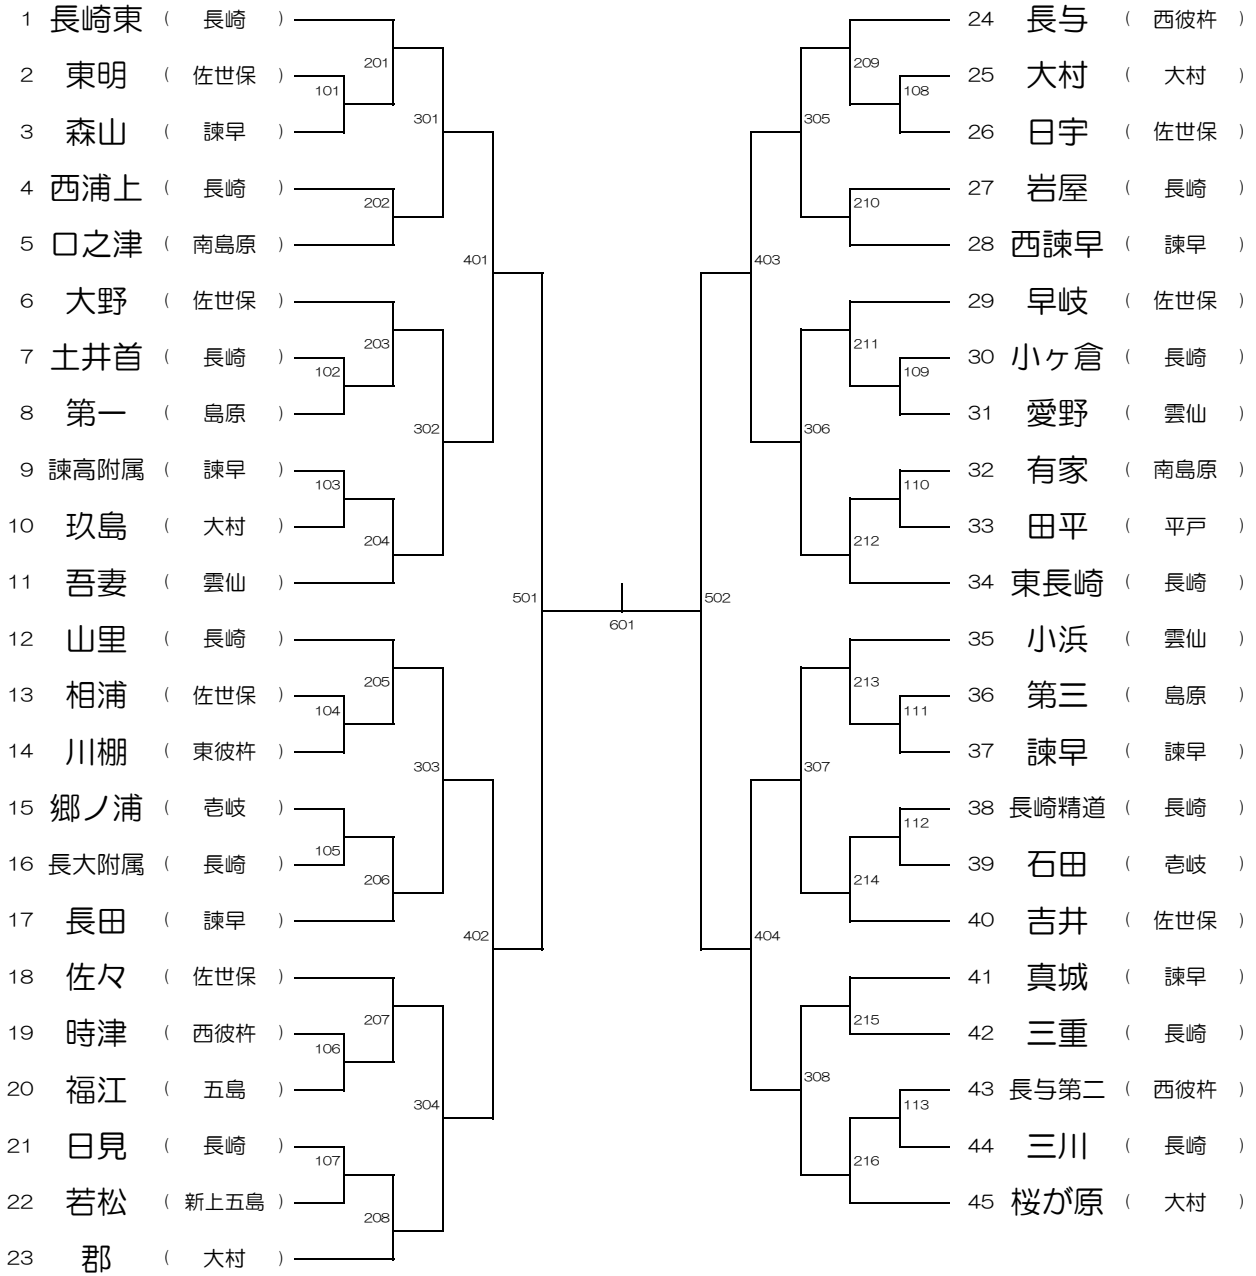 1 長崎東 ( 長崎 )
2 東明 ( 佐世保 )
3 森山 ( 諫早 )
4 西浦上 ( 長崎 )
5 口之津 ( 南島原 )
6 大野 ( 佐世保 )
7 土井首 ( 長崎 )
8 第一 ( 島原 )
9 諫高附属 ( 諫早 )
10 玖島 ( 大村 )
11 吾妻 ( 雲仙 )
12 山里 ( 長崎 )
13 相浦 ( 佐世保 )
14 川棚 ( 東彼杵 )
15 郷ノ浦 ( 壱岐 )
16 長大附属 ( 長崎 )
17 長田 ( 諫早 )
18 佐々 ( 佐世保 )
19 時津 ( 西彼杵 )
20 福江 ( 五島 )
21 日見 ( 長崎 )
22 若松 ( 新上五島 )
23 郡 ( 大村 )
101
102
103
104
105
106
107
201
202
203
204
205
206
207
208
301
302
303
304
401
402
501
601
502
403
404
305
306
307
308
209
210
211
212
213
214
215
216
108
109
110
111
112
113
24 長与 ( 西彼杵 )
25 大村 ( 大村 )
26 日宇 ( 佐世保 )
27 岩屋 ( 長崎 )
28 西諫早 ( 諫早 )
29 早岐 ( 佐世保 )
30 小ヶ倉 ( 長崎 )
31 愛野 ( 雲仙 )
32 有家 ( 南島原 )
33 田平 ( 平戸 )
34 東長崎 ( 長崎 )
35 小浜 ( 雲仙 )
36 第三 ( 島原 )
37 諫早 ( 諫早 )
38 長崎精道 ( 長崎 )
39 石田 ( 壱岐 )
40 吉井 ( 佐世保 )
41 真城 ( 諫早 )
42 三重 ( 長崎 )
43 長与第二 ( 西彼杵 )
44 三川 ( 長崎 )
45 桜が原 ( 大村 )